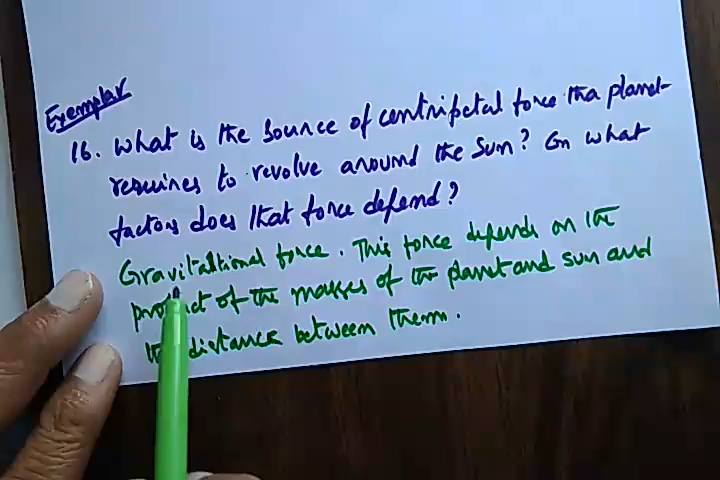 Exemplar
16. What is the source of centripetal force tha planet
requires to revolve around the sun? On what
factors does that force depend?
Gravitational force. This force depends on the
product of the masses of the planet and sun and
distance between them.